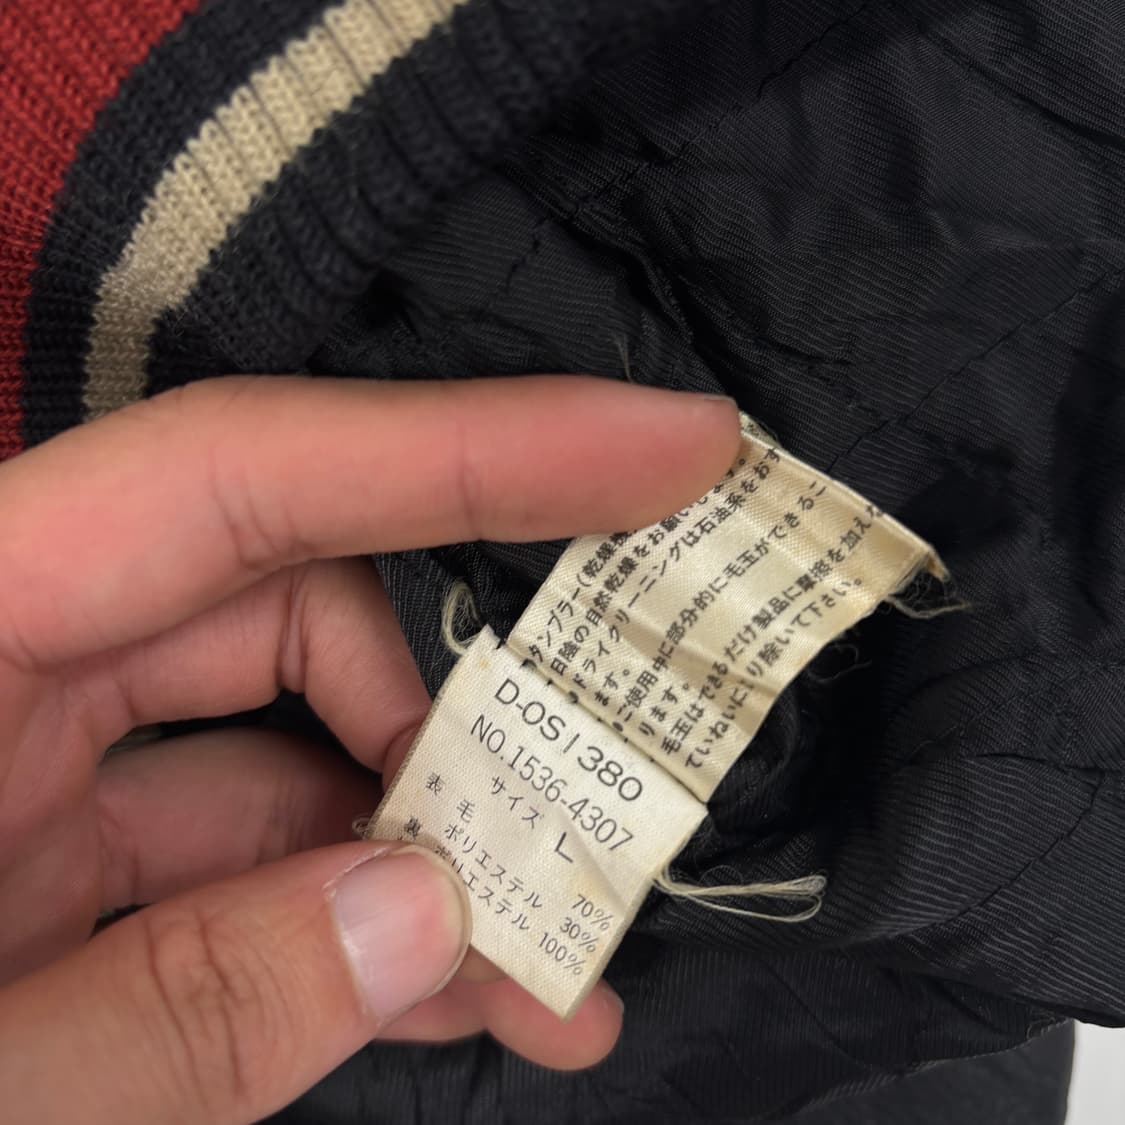 タンブラー(乾燥機
日陰の自然乾燥をお願いします。
ドライクリーニングは石油系をおす
ます。
ご使用中に部分的に毛玉ができるこ
ります。
毛玉はできるだけ製品に摩擦を加えな
ていねいに り除いて下さい。
D-OS1380
NO.1536-4307
サイズ L
表 毛 70%
ポリエステル 30%
裏 ポリエステル 100%